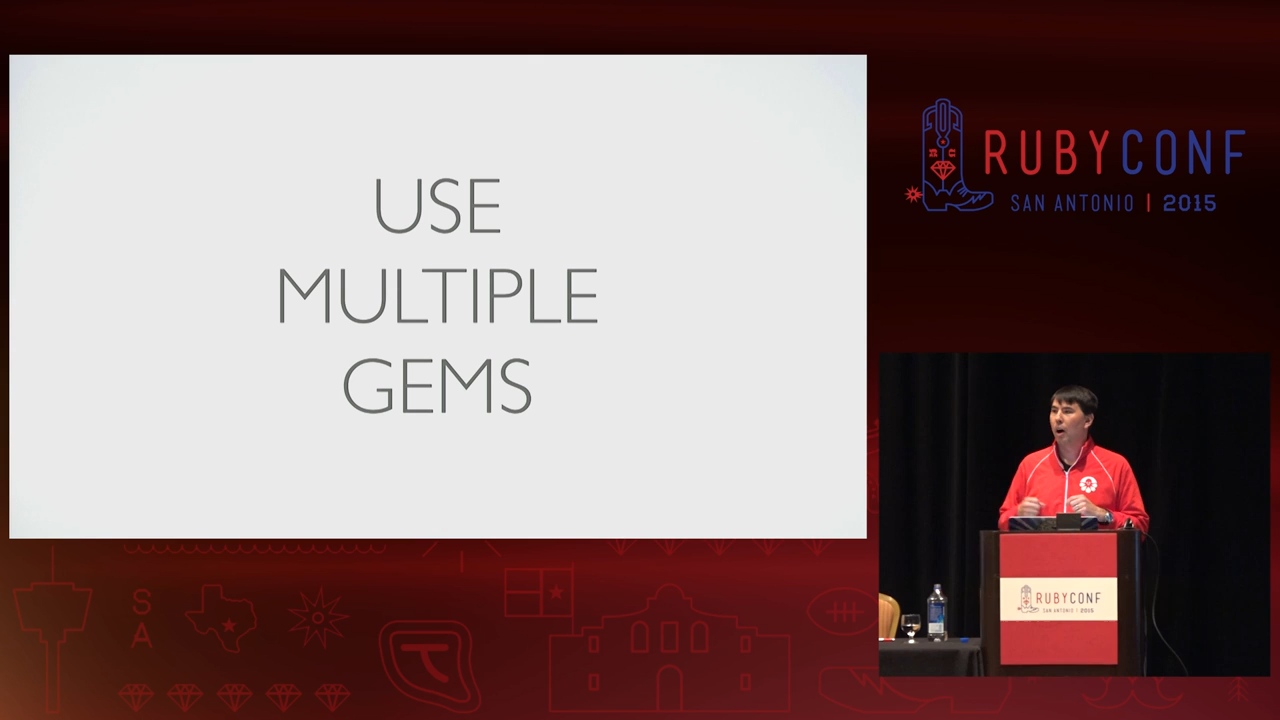 USE
MULTIPLE
GEMS
RUBYCONF
SAN ANTONIO | 2015
RUBYCONF
SAN ANTONIO | 2015
S
A